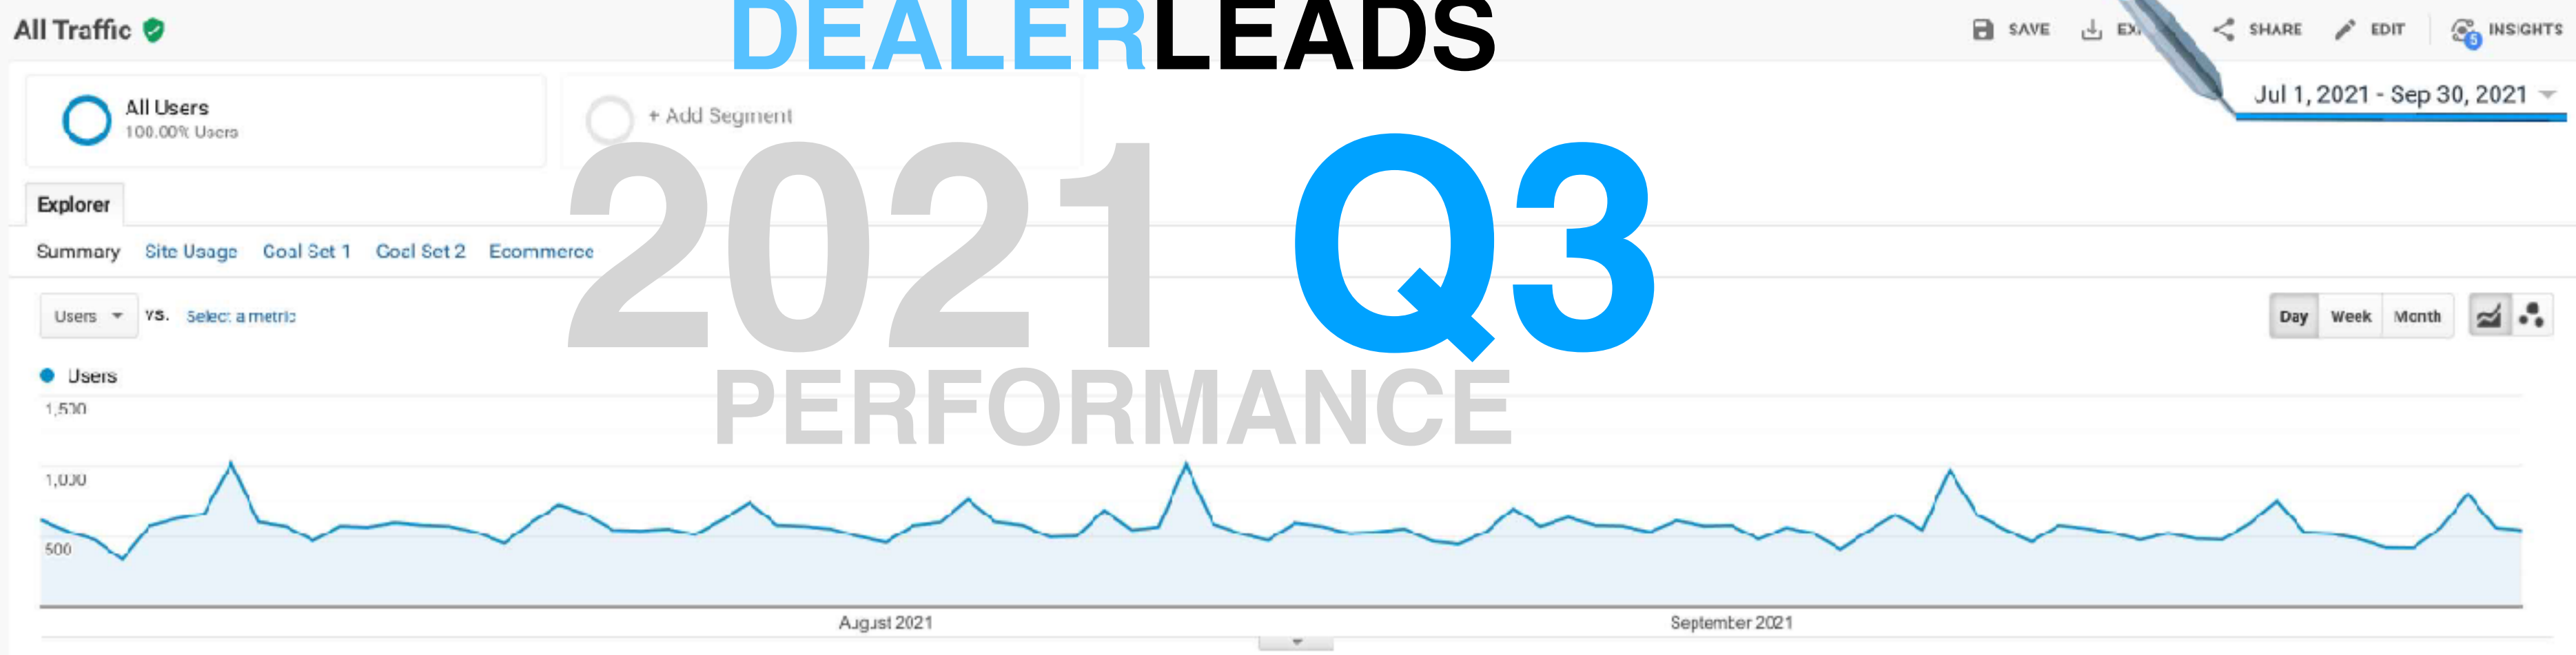 All Traffic
DEALERLEADS
SAVE
SHARE
EDIT
5
INSIGHTS
All Users
100.00% Users
+ Add Segment
Jul 1, 2021 - Sep 30, 2021
2021 Q3
PERFORMANCE
Explorer
Summary Site Usage Goal Set 1 Goal Set 2 Ecommerce
Users VS. Select a metric
Day Week Month
Users
1,500
1,000
500
August 2021
September 2021